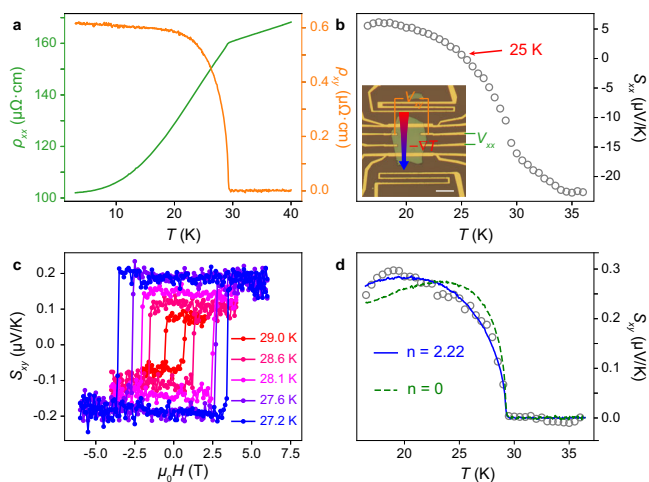 a
160
140
120
100
ρxx (μΩ·cm)
0.6
0.4
0.2
0.0
ρxy (μΩ·cm)
10 20 30 40
T (K)
b
25 K
Vxx
−∇T
5
0
−5
−10
−15
−20
Sxx (μV/K)
20 25 30 35
T (K)
c
0.2
0.1
0.0
−0.1
−0.2
Sxy (μV/K)
29.0 K
28.6 K
28.1 K
27.6 K
27.2 K
−5.0 −2.5 0.0 2.5 5.0 7.5
μ0H (T)
d
n = 2.22
n = 0
0.3
0.2
0.1
0.0
Sxy (μV/K)
20 25 30 35
T (K)